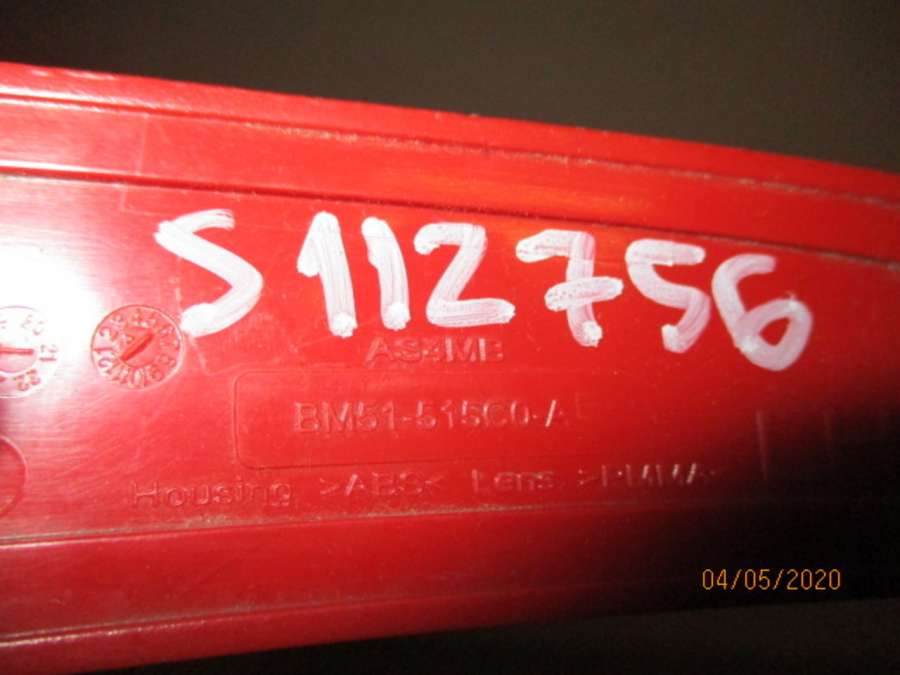 S112756
AS4MB
BM51-515C0-A
Housing >ABS< Lens >PMMA<
04/05/2020